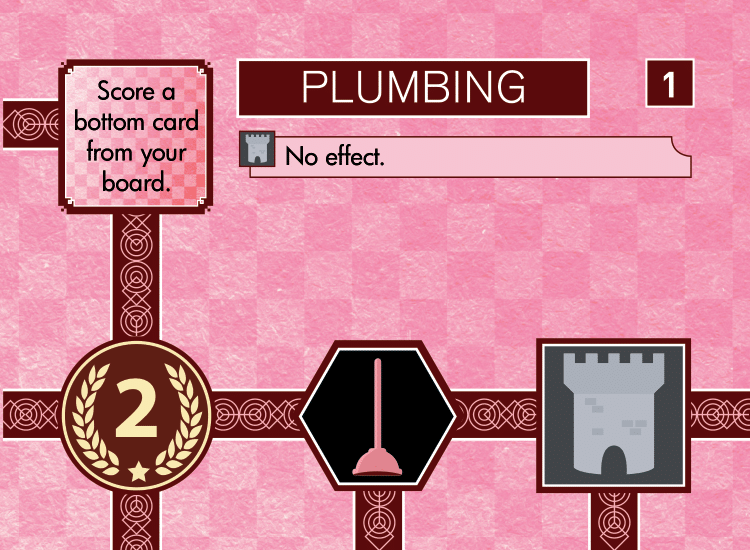 Score a
bottom card
from your
board.
PLUMBING
1
No effect.
2